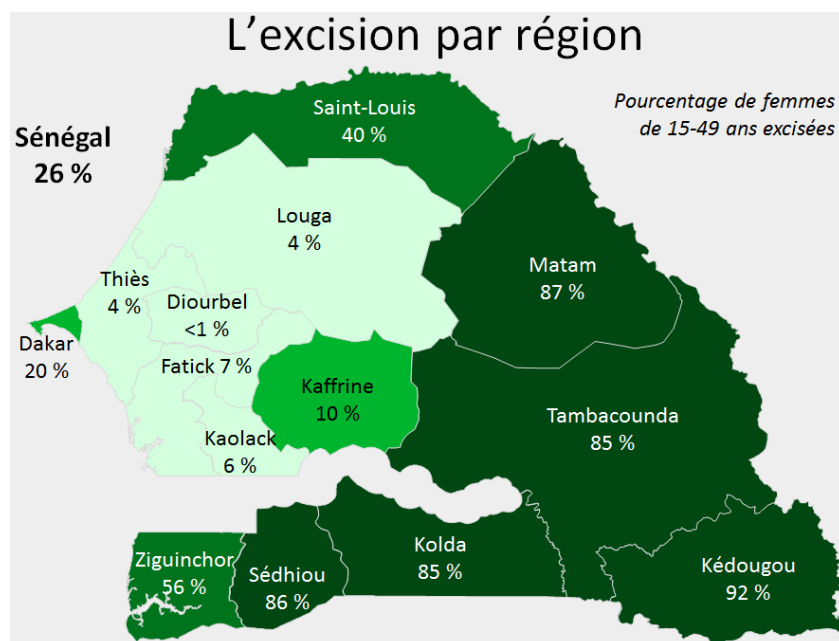 L’excision par région
Pourcentage de femmes
de 15-49 ans excisées
Sénégal
26 %
Saint-Louis
40 %
Louga
4 %
Matam
87 %
Thiès
4 %
Diourbel
<1 %
Dakar
20 %
Fatick 7 %
Kaffrine
10 %
Tambacounda
85 %
Kaolack
6 %
Ziguinchor
56 %
Sédhiou
86 %
Kolda
85 %
Kédougou
92 %